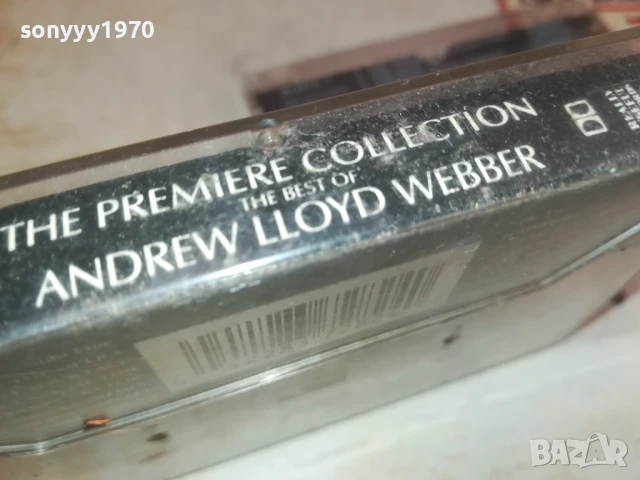 sonyyy1970
THE PREMIERE COLLECTION
THE BEST OF
ANDREW LLOYD WEBBER
BAZAR